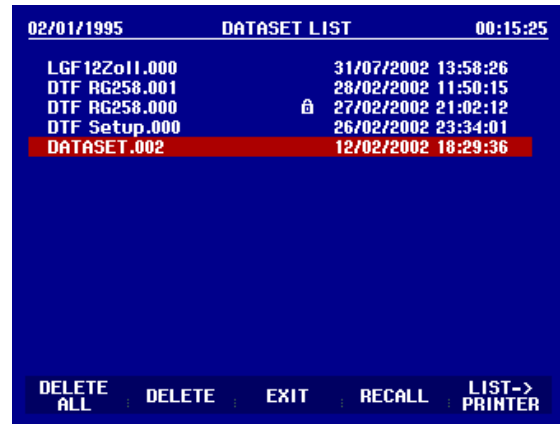 02/01/1995 DATASET LIST 00:15:25
LGF12Zoll.000 31/07/2002 13:58:26
DTF RG258.001 28/02/2002 11:50:15
DTF RG258.000 27/02/2002 21:02:12
DTF Setup.000 26/02/2002 23:34:01
DATASET.002 12/02/2002 18:29:36
DELETE ALL DELETE EXIT RECALL LIST-> PRINTER